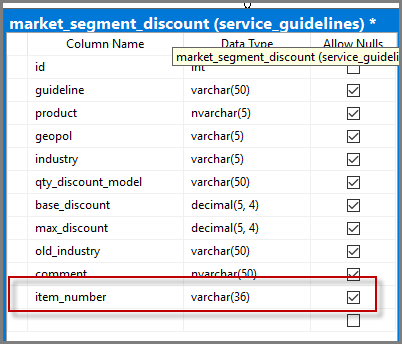 market_segment_discount (service_guidelines) *
Column Name Data Type Allow Nulls
market_segment_discount (service_guideli
id int
guideline varchar(50)
product nvarchar(5)
geopol varchar(5)
industry varchar(5)
qty_discount_model varchar(50)
base_discount decimal(5, 4)
max_discount decimal(5, 4)
old_industry varchar(50)
comment nvarchar(50)
item_number varchar(36)